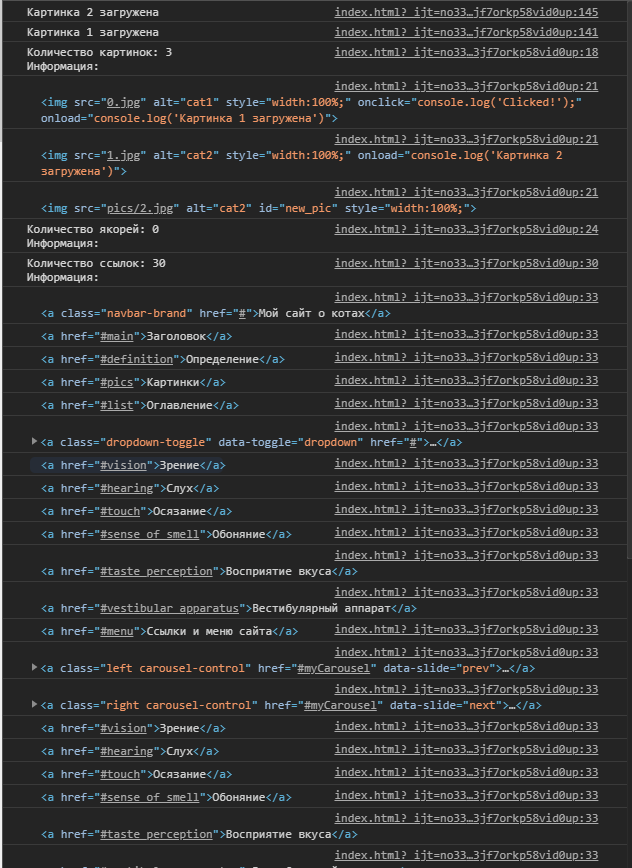 Картинка 2 загружена index.html?_ijt=no33…3jf7orkp58vid0up:145
Картинка 1 загружена index.html?_ijt=no33…3jf7orkp58vid0up:141
Количество картинок: 3 index.html?_ijt=no33…3jf7orkp58vid0up:18
Информация:
index.html?_ijt=no33…3jf7orkp58vid0up:21
<img src="0.jpg" alt="cat1" style="width:100%;" onclick="console.log('Clicked!');"
onload="console.log('Картинка 1 загружена')">
index.html?_ijt=no33…3jf7orkp58vid0up:21
<img src="1.jpg" alt="cat2" style="width:100%;" onload="console.log('Картинка 2
загружена')">
index.html?_ijt=no33…3jf7orkp58vid0up:21
<img src="pics/2.jpg" alt="cat2" id="new_pic" style="width:100%;">
Количество якорей: 0 index.html?_ijt=no33…3jf7orkp58vid0up:24
Информация:
Количество ссылок: 30 index.html?_ijt=no33…3jf7orkp58vid0up:30
Информация:
index.html?_ijt=no33…3jf7orkp58vid0up:33
<a class="navbar-brand" href="#">Мой сайт о котах</a>
<a href="#main">Заголовок</a> index.html?_ijt=no33…3jf7orkp58vid0up:33
<a href="#definition">Определение</a> index.html?_ijt=no33…3jf7orkp58vid0up:33
<a href="#pics">Картинки</a> index.html?_ijt=no33…3jf7orkp58vid0up:33
<a href="#list">Оглавление</a> index.html?_ijt=no33…3jf7orkp58vid0up:33
index.html?_ijt=no33…3jf7orkp58vid0up:33
<a class="dropdown-toggle" data-toggle="dropdown" href="#">…</a>
<a href="#vision">Зрение</a> index.html?_ijt=no33…3jf7orkp58vid0up:33
<a href="#hearing">Слух</a> index.html?_ijt=no33…3jf7orkp58vid0up:33
<a href="#touch">Осязание</a> index.html?_ijt=no33…3jf7orkp58vid0up:33
<a href="#sense_of_smell">Обоняние</a> index.html?_ijt=no33…3jf7orkp58vid0up:33
index.html?_ijt=no33…3jf7orkp58vid0up:33
<a href="#taste_perception">Восприятие вкуса</a>
index.html?_ijt=no33…3jf7orkp58vid0up:33
<a href="#vestibular_apparatus">Вестибулярный аппарат</a>
<a href="#menu">Ссылки и меню сайта</a> index.html?_ijt=no33…3jf7orkp58vid0up:33
index.html?_ijt=no33…3jf7orkp58vid0up:33
<a class="left carousel-control" href="#myCarousel" data-slide="prev">…</a>
index.html?_ijt=no33…3jf7orkp58vid0up:33
<a class="right carousel-control" href="#myCarousel" data-slide="next">…</a>
<a href="#vision">Зрение</a> index.html?_ijt=no33…3jf7orkp58vid0up:33
<a href="#hearing">Слух</a> index.html?_ijt=no33…3jf7orkp58vid0up:33
<a href="#touch">Осязание</a> index.html?_ijt=no33…3jf7orkp58vid0up:33
<a href="#sense_of_smell">Обоняние</a> index.html?_ijt=no33…3jf7orkp58vid0up:33
index.html?_ijt=no33…3jf7orkp58vid0up:33
<a href="#taste_perception">Восприятие вкуса</a>
index.html?_ijt=no33…3jf7orkp58vid0up:33